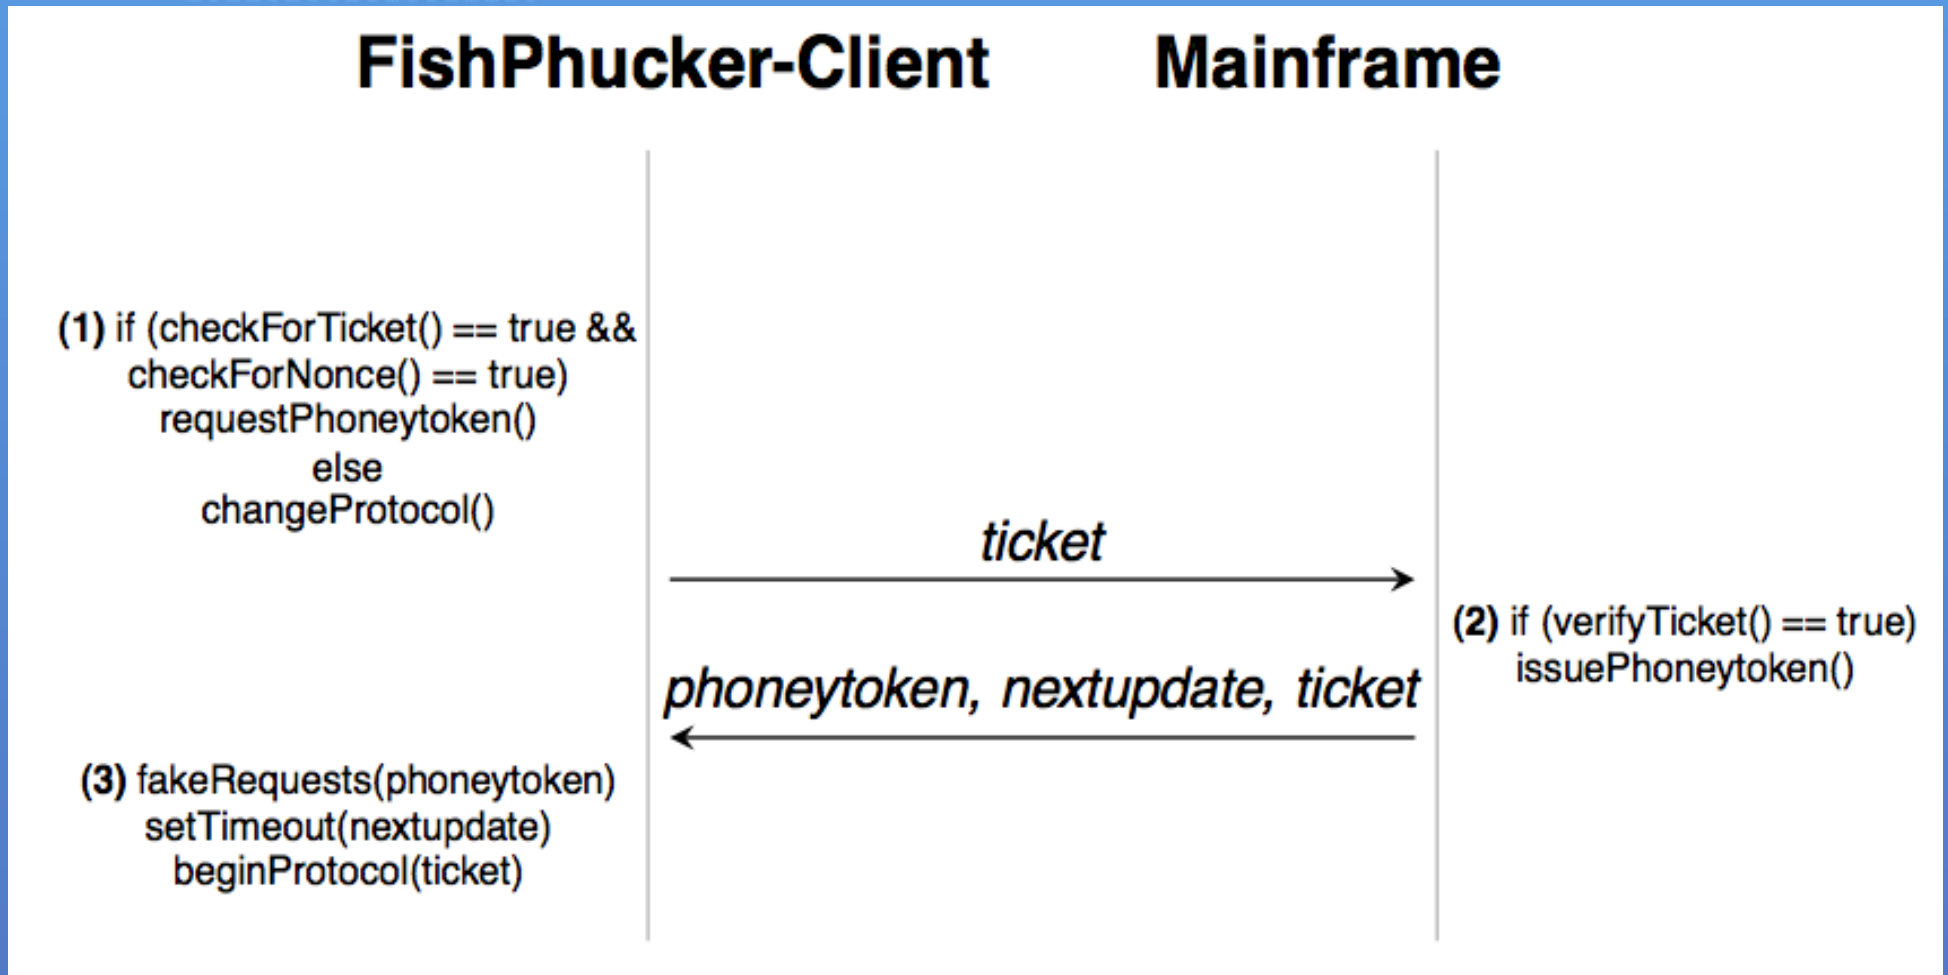 FishPhucker-Client Mainframe
(1) if (checkForTicket() == true &&
checkForNonce() == true)
requestPhoneytoken()
else
changeProtocol()
ticket
(2) if (verifyTicket() == true)
issuePhoneytoken()
phoneytoken, nextupdate, ticket
(3) fakeRequests(phoneytoken)
setTimeout(nextupdate)
beginProtocol(ticket)